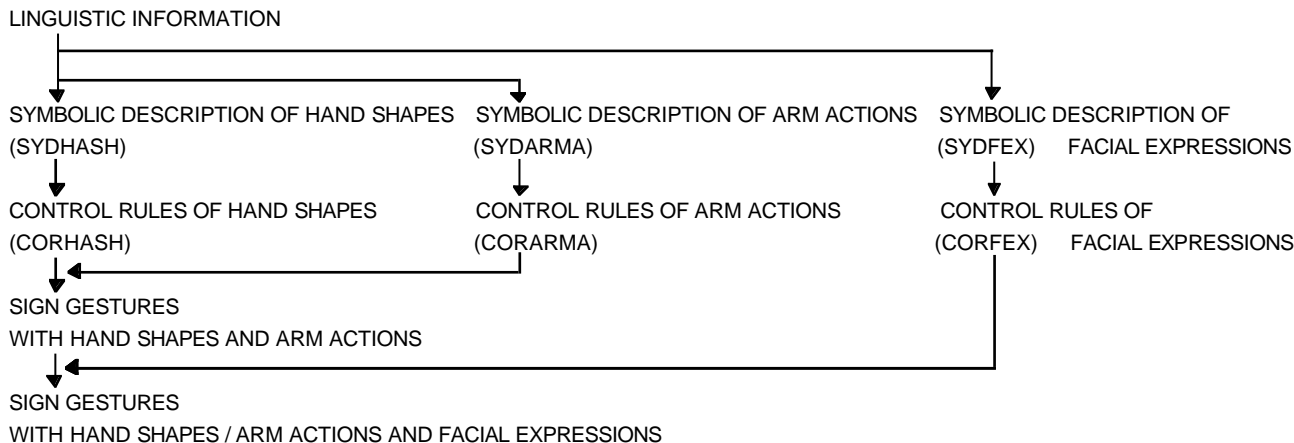 LINGUISTIC INFORMATION
SYMBOLIC DESCRIPTION OF HAND SHAPES SYMBOLIC DESCRIPTION OF ARM ACTIONS SYMBOLIC DESCRIPTION OF
(SYDHASH) (SYDARMA) (SYDFEX) FACIAL EXPRESSIONS
CONTROL RULES OF HAND SHAPES CONTROL RULES OF ARM ACTIONS CONTROL RULES OF
(CORHASH) (CORARMA) (CORFEX) FACIAL EXPRESSIONS
SIGN GESTURES
WITH HAND SHAPES AND ARM ACTIONS
SIGN GESTURES
WITH HAND SHAPES / ARM ACTIONS AND FACIAL EXPRESSIONS